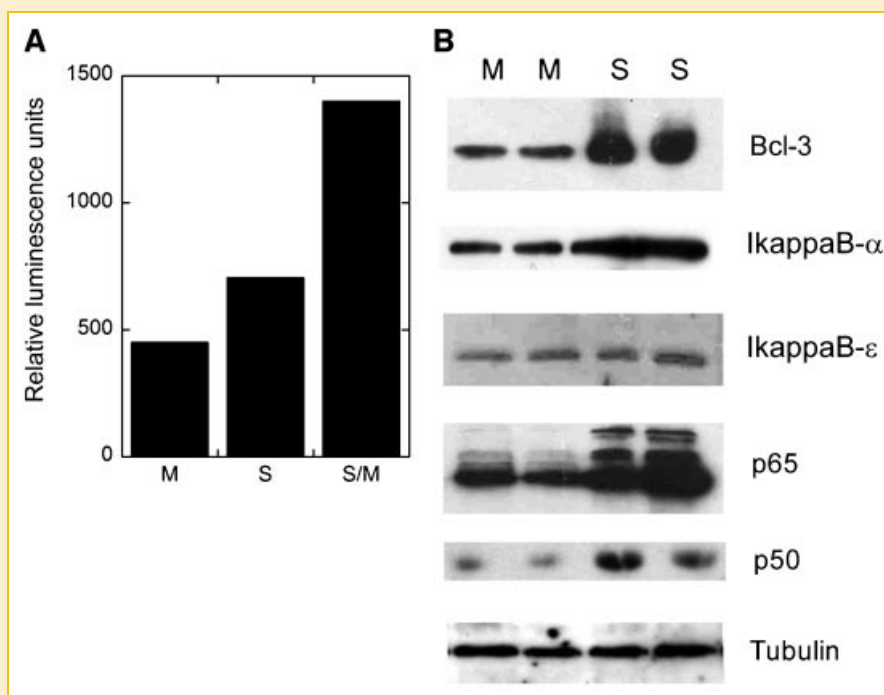 A
Relative luminescence units
1500
1000
500
0
M
S
S/M
B
M M S S
Bcl-3
IkappaB-α
IkappaB-ε
p65
p50
Tubulin